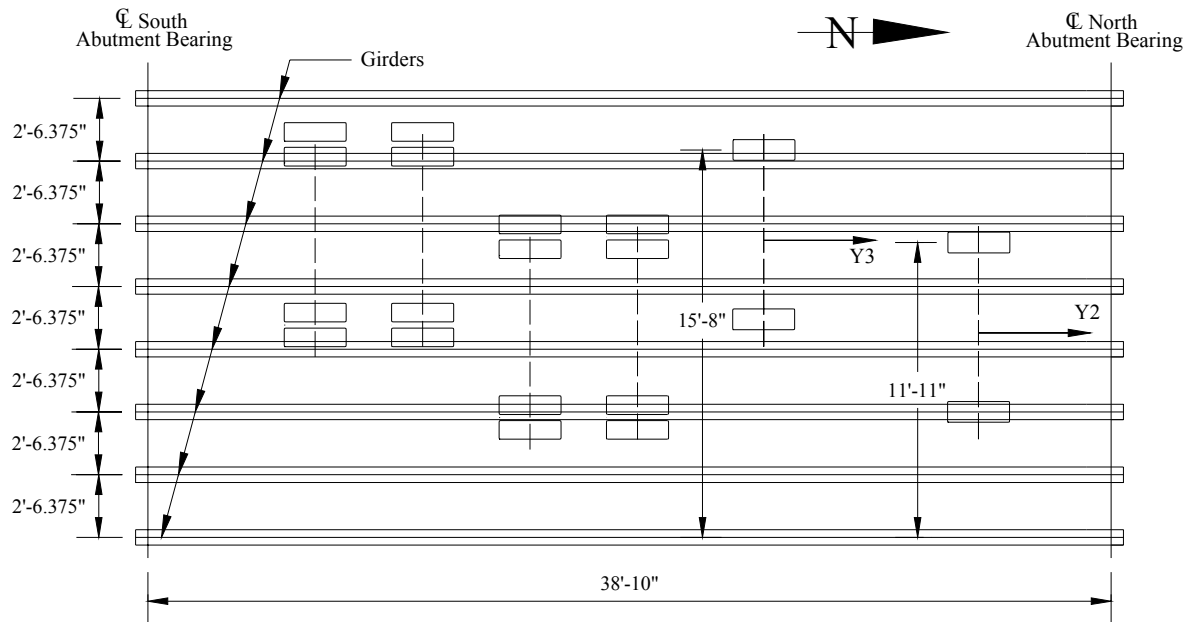 ℄ South
Abutment Bearing
N
℄ North
Abutment Bearing
Girders
2'-6.375"
2'-6.375"
2'-6.375"
2'-6.375"
2'-6.375"
2'-6.375"
2'-6.375"
Y3
15'-8"
Y2
11'-11"
38'-10"